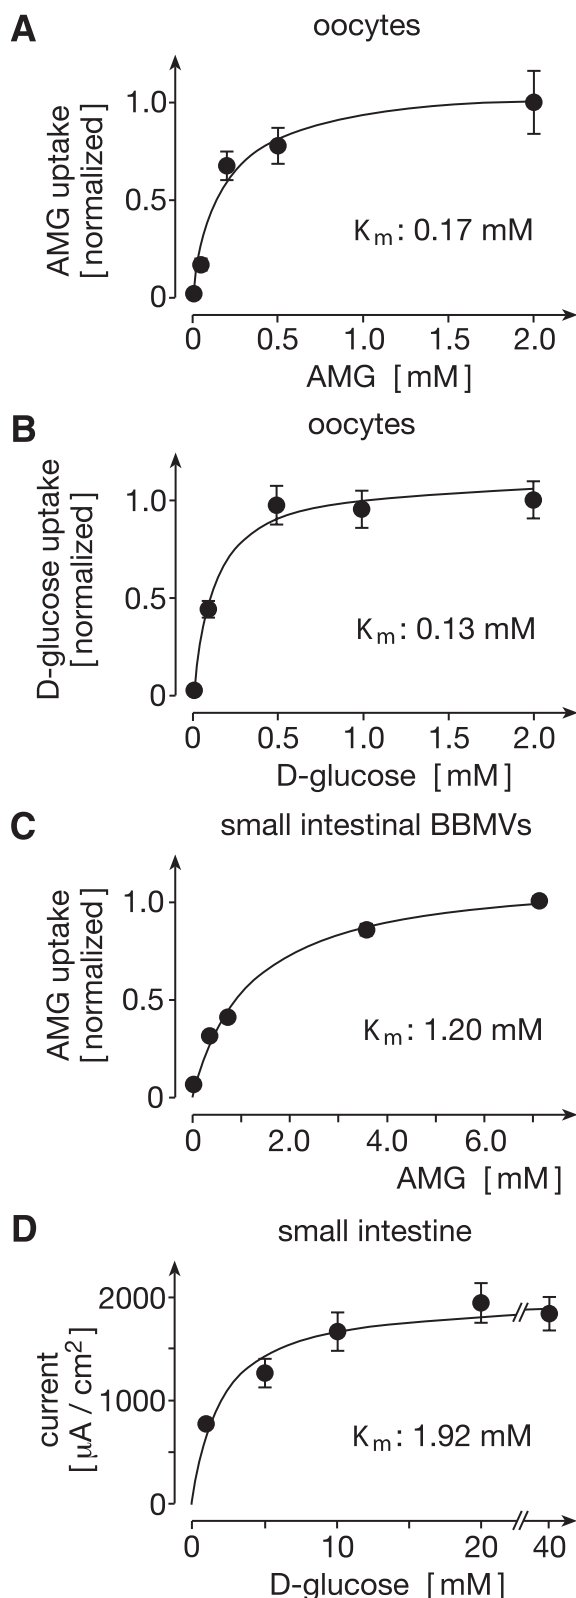 A
oocytes
AMG uptake
[normalized]
1.0
0.5
0
Km: 0.17 mM
0 0.5 1.0 1.5 2.0
AMG [mM]
B
oocytes
D-glucose uptake
[normalized]
1.0
0.5
0
Km: 0.13 mM
0 0.5 1.0 1.5 2.0
D-glucose [mM]
C
small intestinal BBMVs
AMG uptake
[normalized]
1.0
0.5
0
Km: 1.20 mM
0 2.0 4.0 6.0
AMG [mM]
D
small intestine
current
[μA / cm2]
2000
1000
0
Km: 1.92 mM
0 10 20 40
D-glucose [mM]